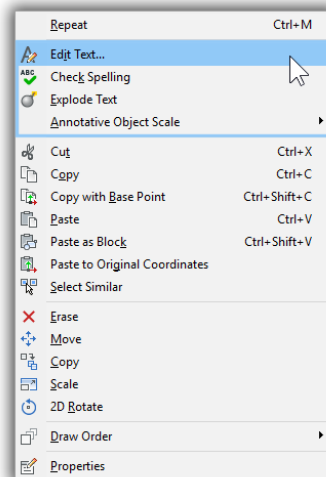 Repeat Ctrl+M
Edit Text...
ABC Check Spelling
Explode Text
Annotative Object Scale
Cut Ctrl+X
Copy Ctrl+C
Copy with Base Point Ctrl+Shift+C
Paste Ctrl+V
Paste as Block Ctrl+Shift+V
Paste to Original Coordinates
Select Similar
Erase
Move
Copy
Scale
2D Rotate
Draw Order
Properties